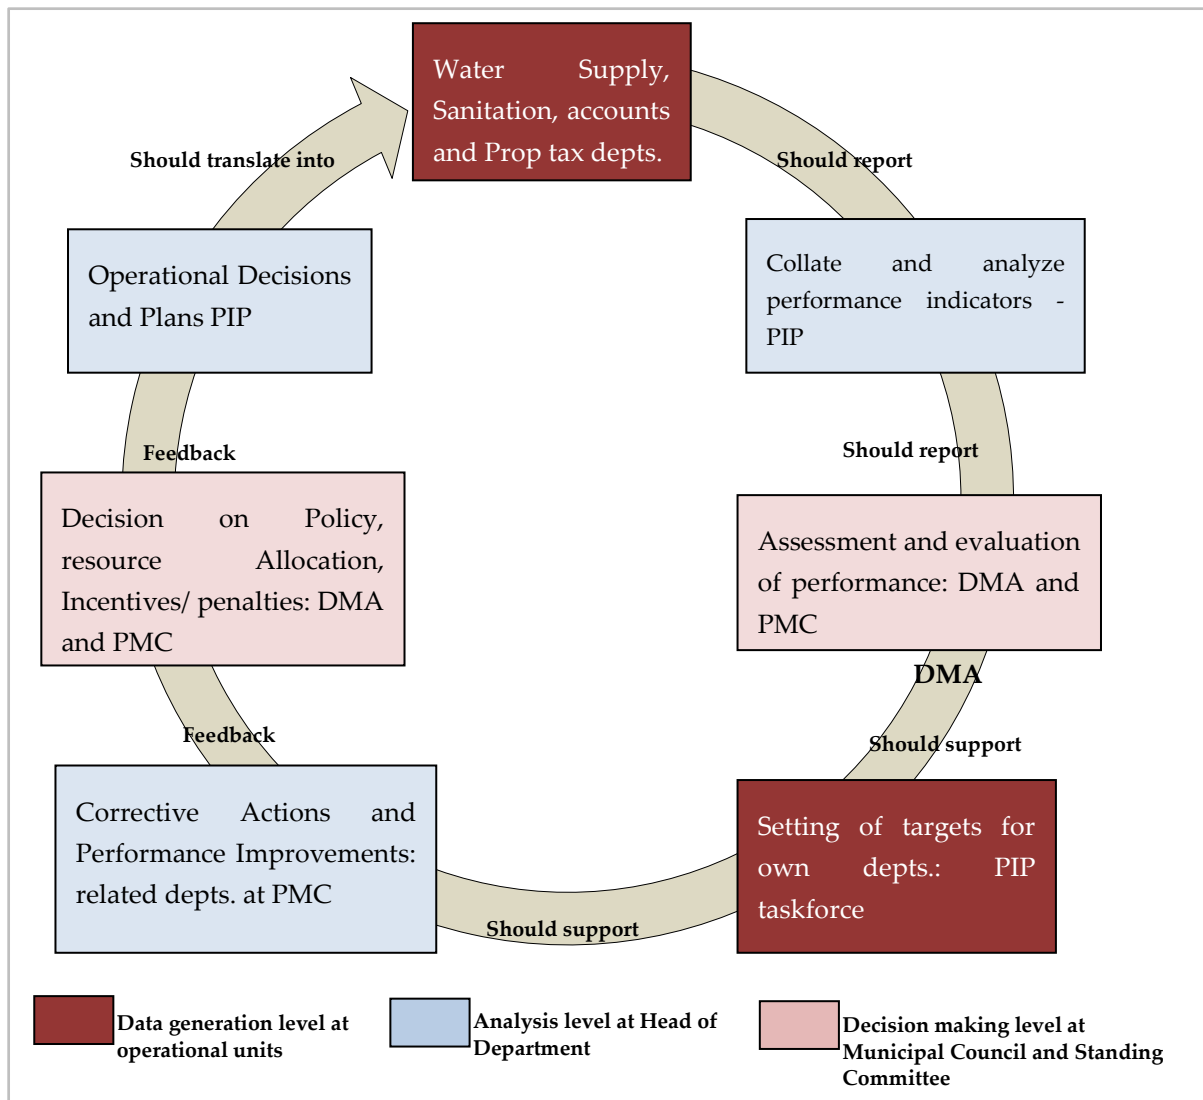 Water Supply,
Sanitation, accounts
and Prop tax depts.
Should translate into
Should report
Operational Decisions
and Plans PIP
Collate and analyze
performance indicators -
PIP
Feedback
Should report
Decision on Policy,
resource Allocation,
Incentives/ penalties: DMA
and PMC
Assessment and evaluation
of performance: DMA and
PMC
DMA
Feedback
Should support
Corrective Actions and
Performance Improvements:
related depts. at PMC
Setting of targets for
own depts.: PIP
taskforce
Should support
Data generation level at
operational units
Analysis level at Head of
Department
Decision making level at
Municipal Council and Standing
Committee